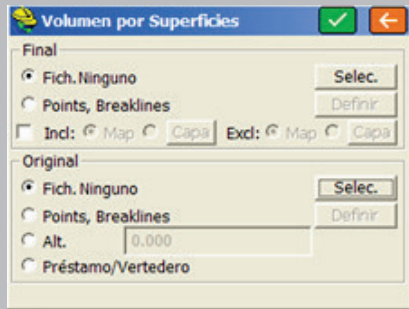 Volumen por Superficies
Final
Fich. Ninguno Selec.
Points, Breaklines Definir
Incl: Map Capa Excl: Map Capa
Original
Fich. Ninguno Selec.
Points, Breaklines Definir
Alt. 0.000
Préstamo/Vertedero